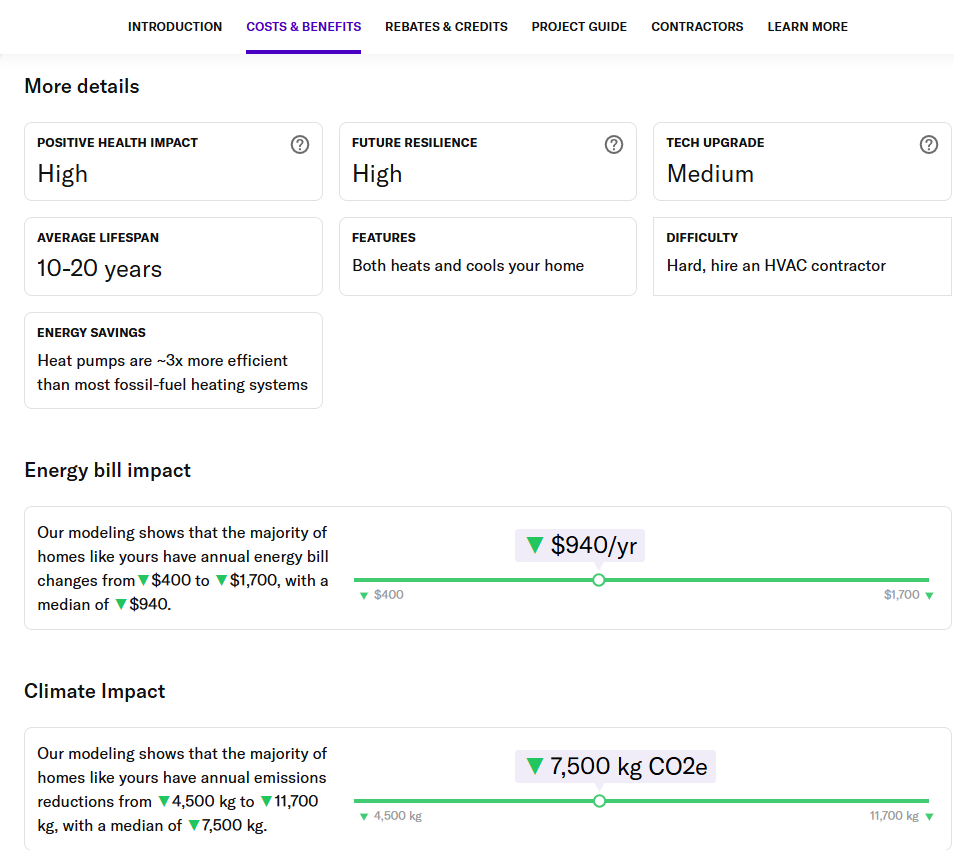 INTRODUCTION COSTS & BENEFITS REBATES & CREDITS PROJECT GUIDE CONTRACTORS LEARN MORE
More details
POSITIVE HEALTH IMPACT
High
FUTURE RESILIENCE
High
TECH UPGRADE
Medium
AVERAGE LIFESPAN
10-20 years
FEATURES
Both heats and cools your home
DIFFICULTY
Hard, hire an HVAC contractor
ENERGY SAVINGS
Heat pumps are ~3x more efficient
than most fossil-fuel heating systems
Energy bill impact
Our modeling shows that the majority of
homes like yours have annual energy bill
changes from ▼$400 to ▼$1,700, with a
median of ▼$940.
▼ $940/yr
▼ $400
$1,700 ▼
Climate Impact
Our modeling shows that the majority of
homes like yours have annual emissions
reductions from ▼4,500 kg to ▼11,700
kg, with a median of ▼7,500 kg.
▼ 7,500 kg CO2e
▼ 4,500 kg
11,700 kg ▼